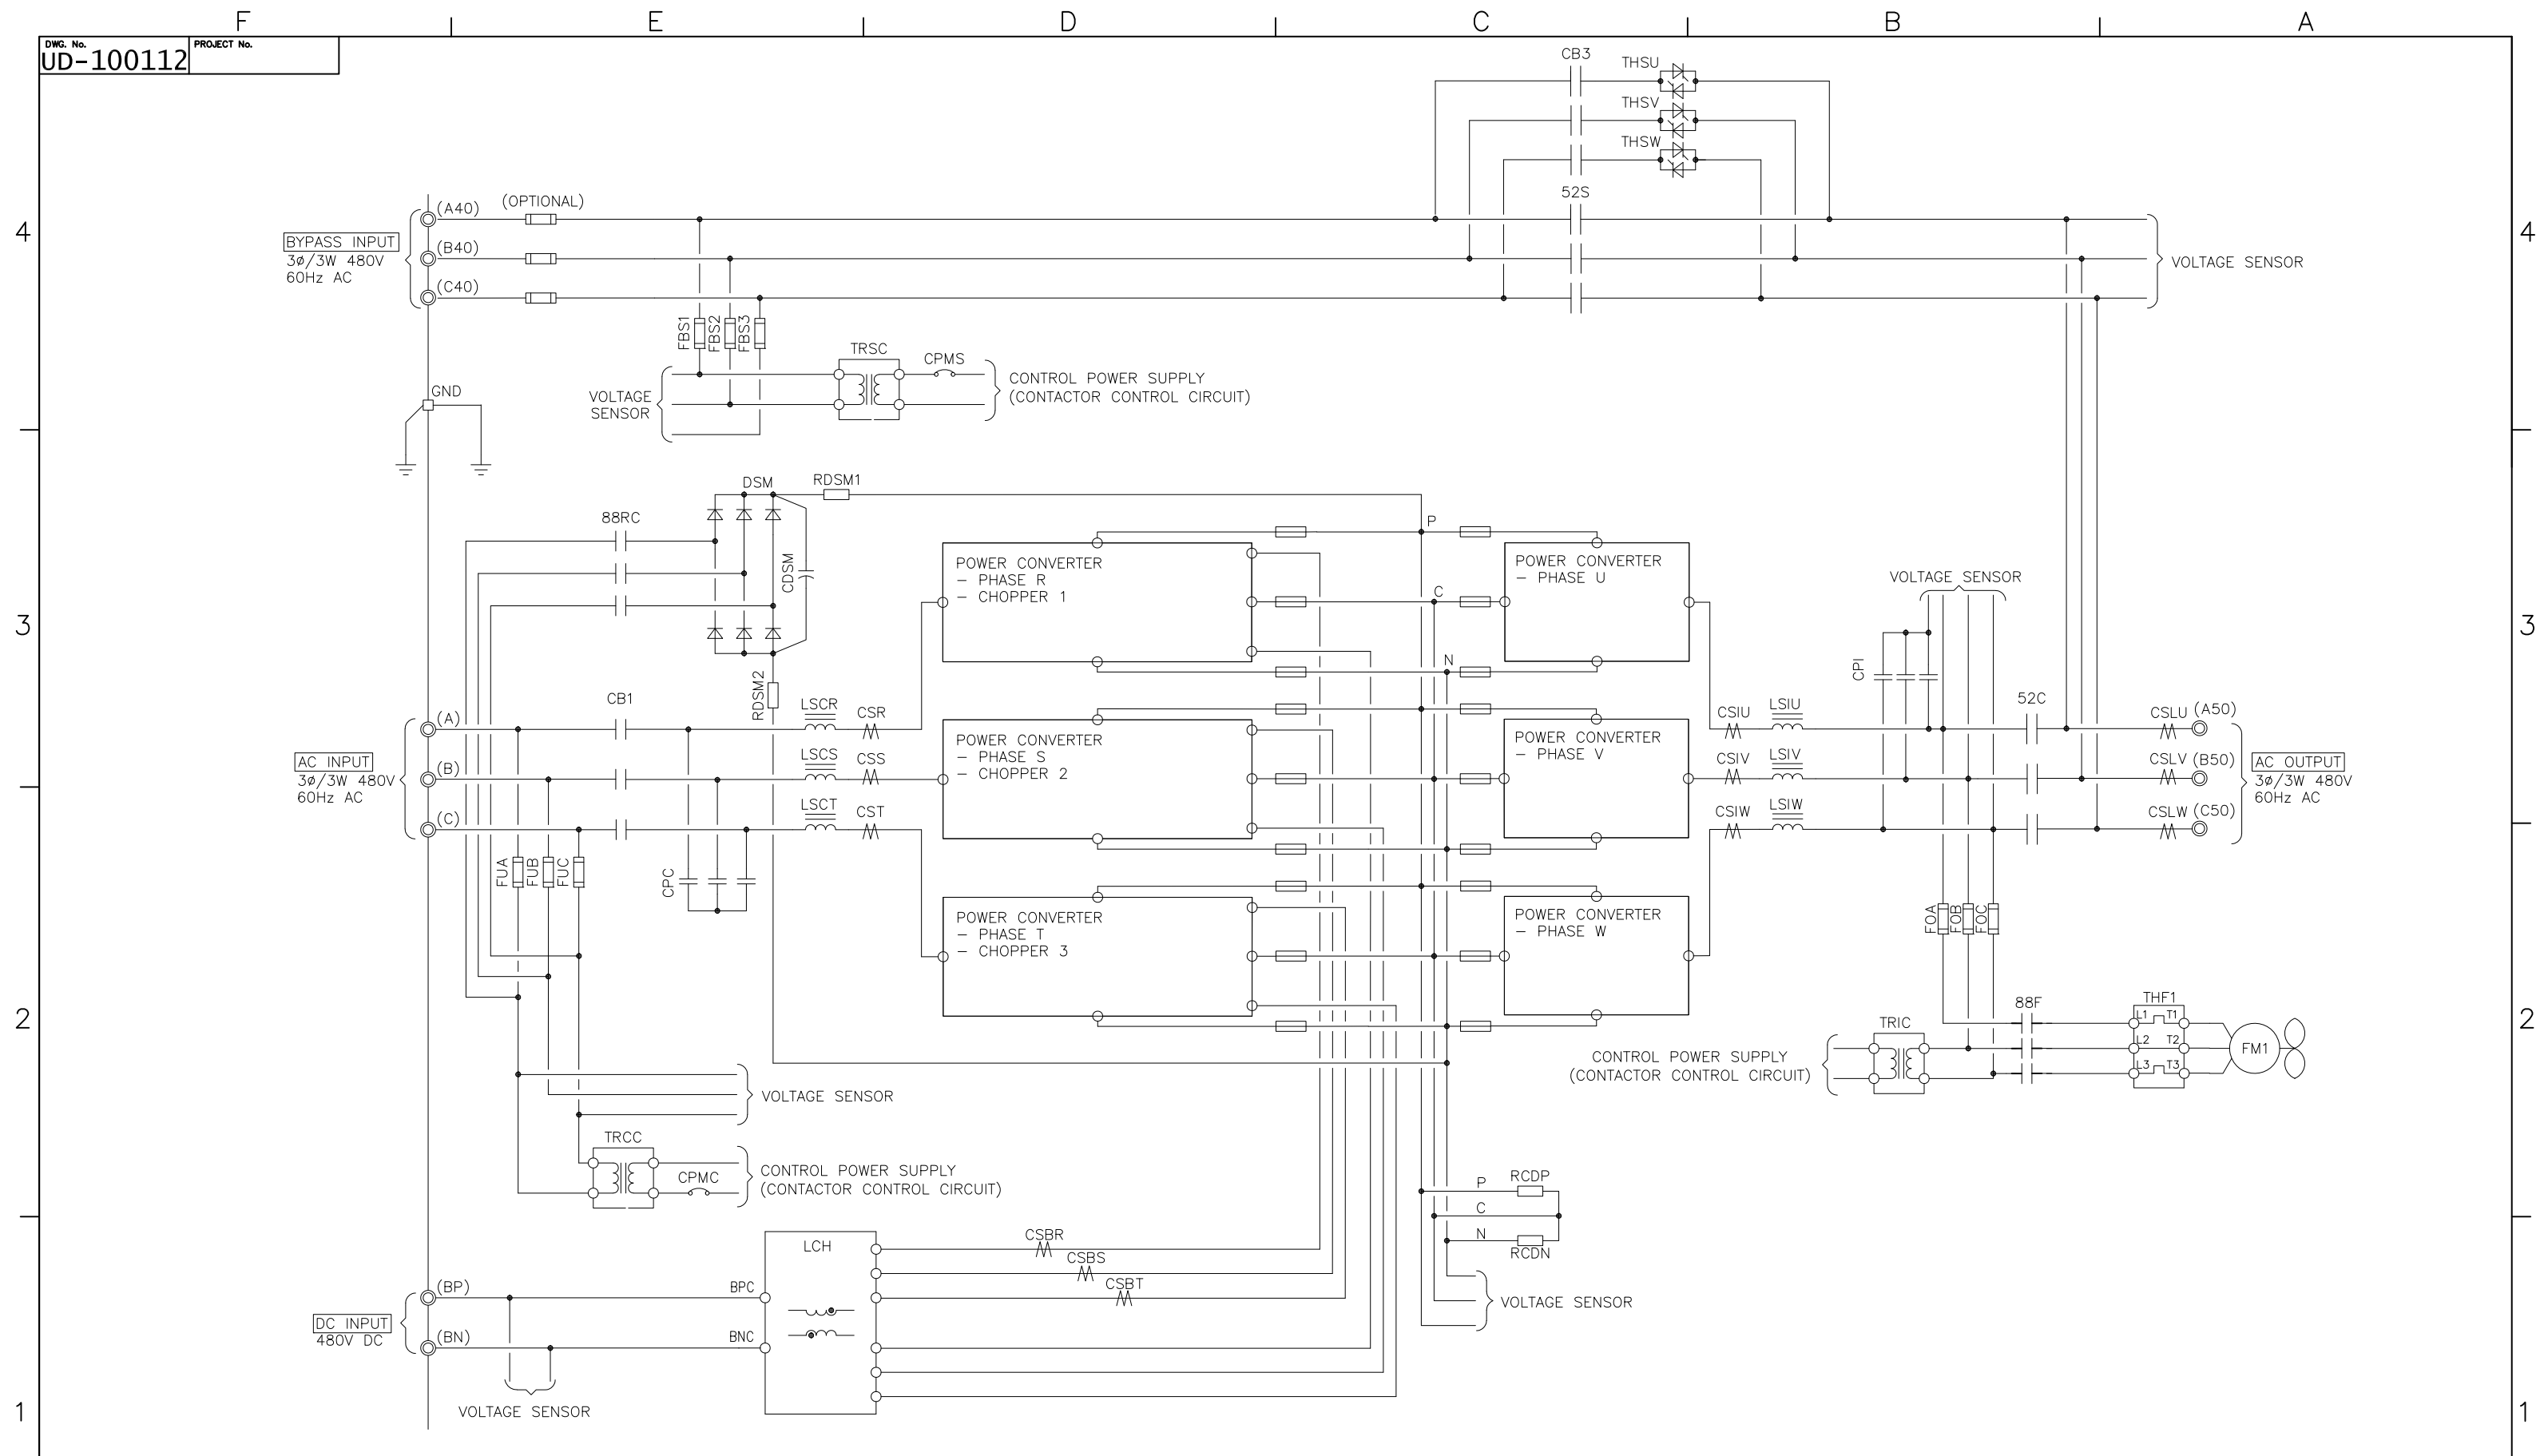 F E D C B A
DWG. No.
UD-100112
PROJECT No.
CB3
THSU
THSV
THSW
52S
4
4
(A40)
(OPTIONAL)
(B40)
(C40)
BYPASS INPUT
3ø/3W 480V
60Hz AC
VOLTAGE SENSOR
FBS1
FBS2
FBS3
TRSC
CPMS
VOLTAGE
SENSOR
CONTROL POWER SUPPLY
(CONTACTOR CONTROL CIRCUIT)
GND
DSM
RDSM1
88RC
CDSM
RDSM2
P
C
N
POWER CONVERTER
– PHASE R
– CHOPPER 1
POWER CONVERTER
– PHASE U
VOLTAGE SENSOR
3
3
CPI
CB1
LSCR
CSR
LSCS
CSS
LSCT
CST
(A)
(B)
(C)
AC INPUT
3ø/3W 480V
60Hz AC
POWER CONVERTER
– PHASE S
– CHOPPER 2
POWER CONVERTER
– PHASE V
CSIU
LSIU
CSIV
LSIV
CSIW
LSIW
52C
CSLU (A50)
CSLV (B50)
CSLW (C50)
AC OUTPUT
3ø/3W 480V
60Hz AC
FUA
FUB
FUC
CPC
POWER CONVERTER
– PHASE T
– CHOPPER 3
POWER CONVERTER
– PHASE W
FOA
FOB
FOC
2
2
88F
THF1
L1 T1
L2 T2
L3 T3
FM1
TRIC
CONTROL POWER SUPPLY
(CONTACTOR CONTROL CIRCUIT)
VOLTAGE SENSOR
TRCC
CPMC
CONTROL POWER SUPPLY
(CONTACTOR CONTROL CIRCUIT)
P
RCDP
C
N
RCDN
VOLTAGE SENSOR
LCH
CSBR
CSBS
CSBT
(BP)
BPC
(BN)
BNC
DC INPUT
480V DC
VOLTAGE SENSOR
1
1